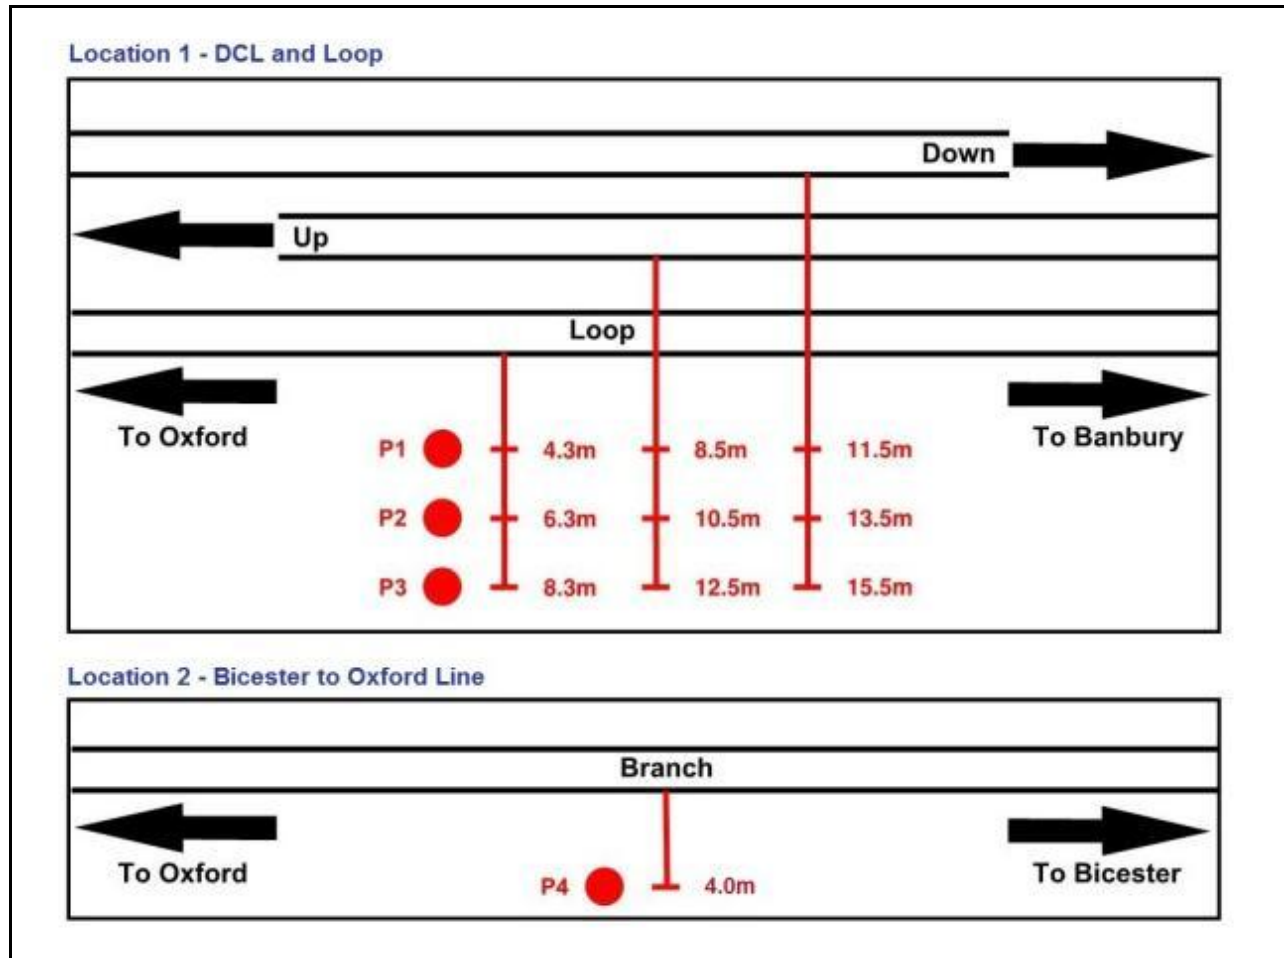 Location 1 - DCL and Loop
Down
Up
Loop
To Oxford
To Banbury
P1 4.3m 8.5m 11.5m
P2 6.3m 10.5m 13.5m
P3 8.3m 12.5m 15.5m
Location 2 - Bicester to Oxford Line
Branch
To Oxford
To Bicester
P4 4.0m